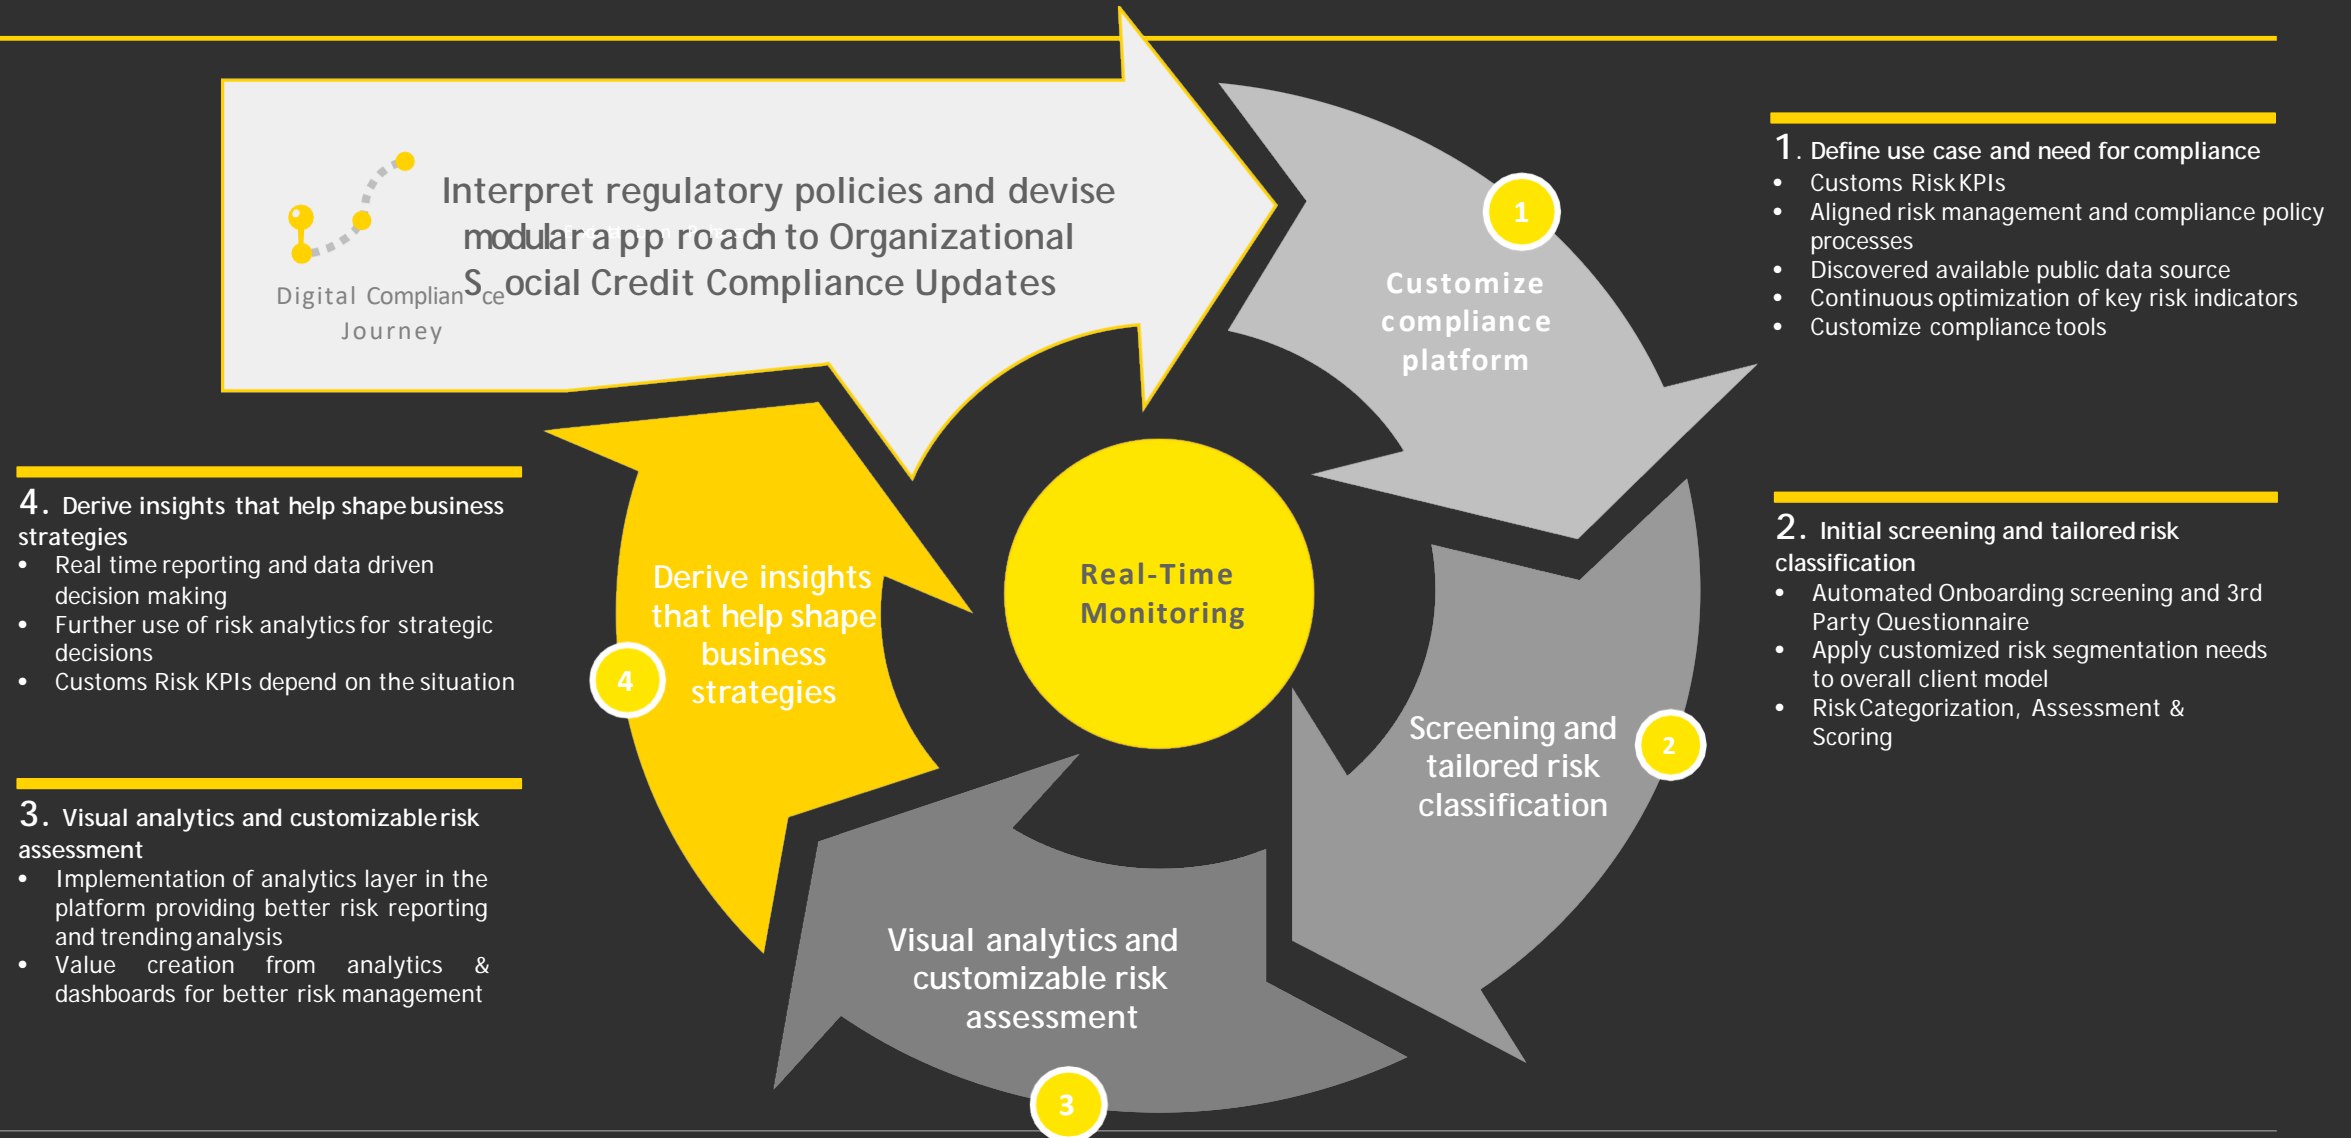 Interpret regulatory policies and devise
modular approach to Organizational
Social Credit Compliance Updates
Digital Compliance
Journey
1
Customize
compliance
platform
1. Define use case and need for compliance
• Customs Risk KPIs
• Aligned risk management and compliance policy
processes
• Discovered available public data source
• Continuous optimization of key risk indicators
• Customize compliance tools
Real-Time
Monitoring
2. Initial screening and tailored risk
classification
• Automated Onboarding screening and 3rd
Party Questionnaire
• Apply customized risk segmentation needs
to overall client model
• Risk Categorization, Assessment &
Scoring
Screening and
tailored risk
classification
2
4. Derive insights that help shape business
strategies
• Real time reporting and data driven
decision making
• Further use of risk analytics for strategic
decisions
• Customs Risk KPIs depend on the situation
Derive insights
that help shape
business
strategies
4
3. Visual analytics and customizable risk
assessment
• Implementation of analytics layer in the
platform providing better risk reporting
and trending analysis
• Value creation from analytics &
dashboards for better risk management
Visual analytics and
customizable risk
assessment
3